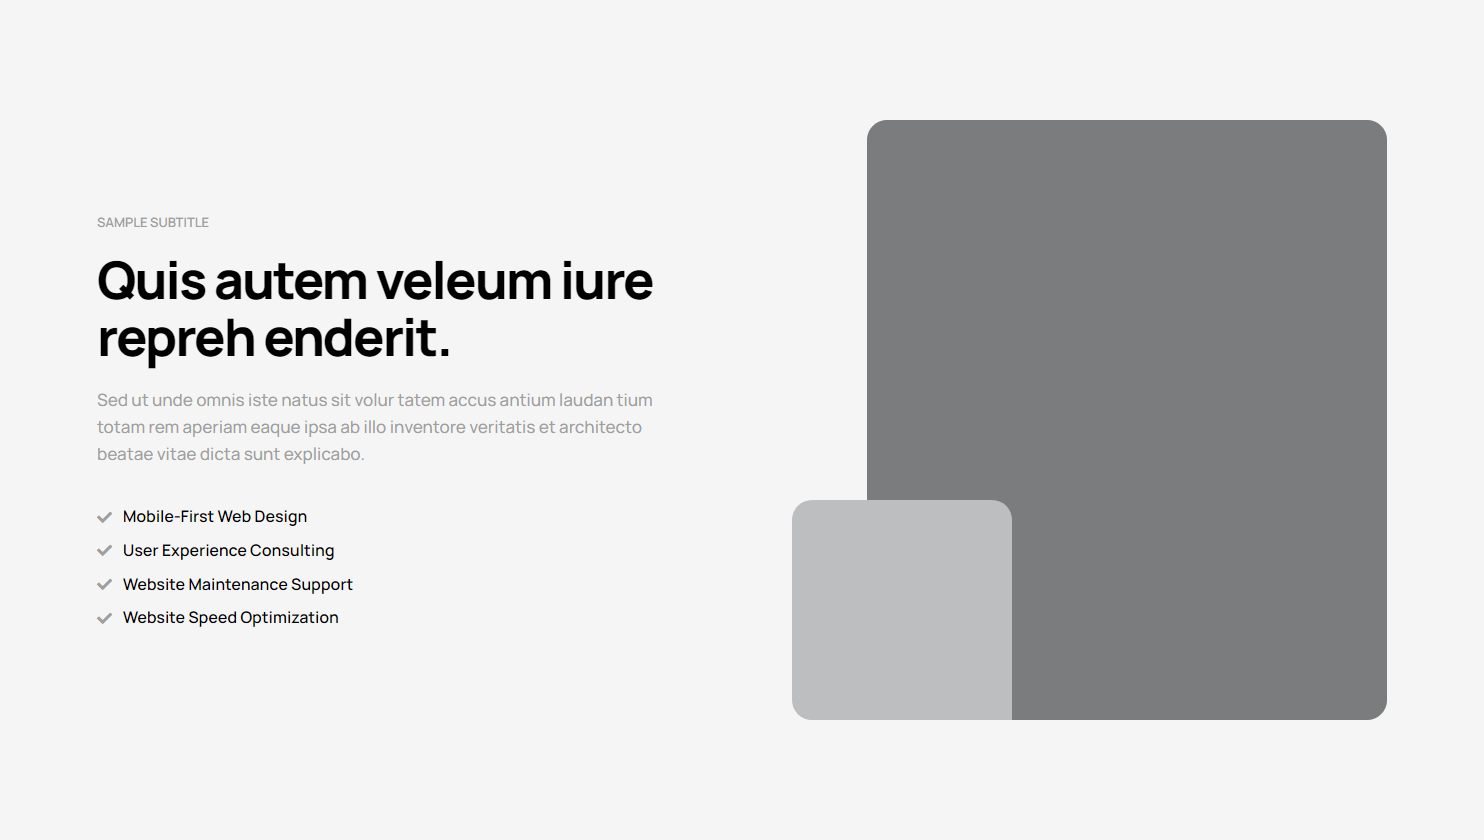 SAMPLE SUBTITLE
Quis autem veleum iure
repreh enderit.
Sed ut unde omnis iste natus sit volur tatem accus antium laudan tium
totam rem aperiam eaque ipsa ab illo inventore veritatis et architecto
beatae vitae dicta sunt explicabo.
Mobile-First Web Design
User Experience Consulting
Website Maintenance Support
Website Speed Optimization